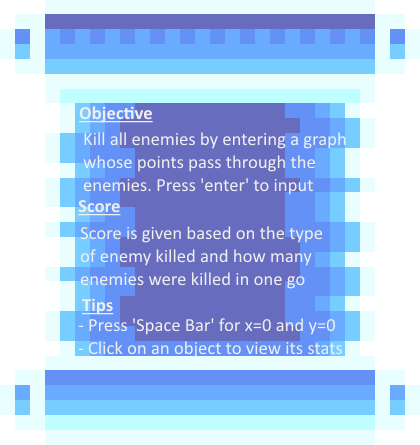 Objective
Kill all enemies by entering a graph
whose points pass through the
enemies. Press 'enter' to input
Score
Score is given based on the type
of enemy killed and how many
enemies were killed in one go
Tips
- Press 'Space Bar' for x=0 and y=0
- Click on an object to view its stats